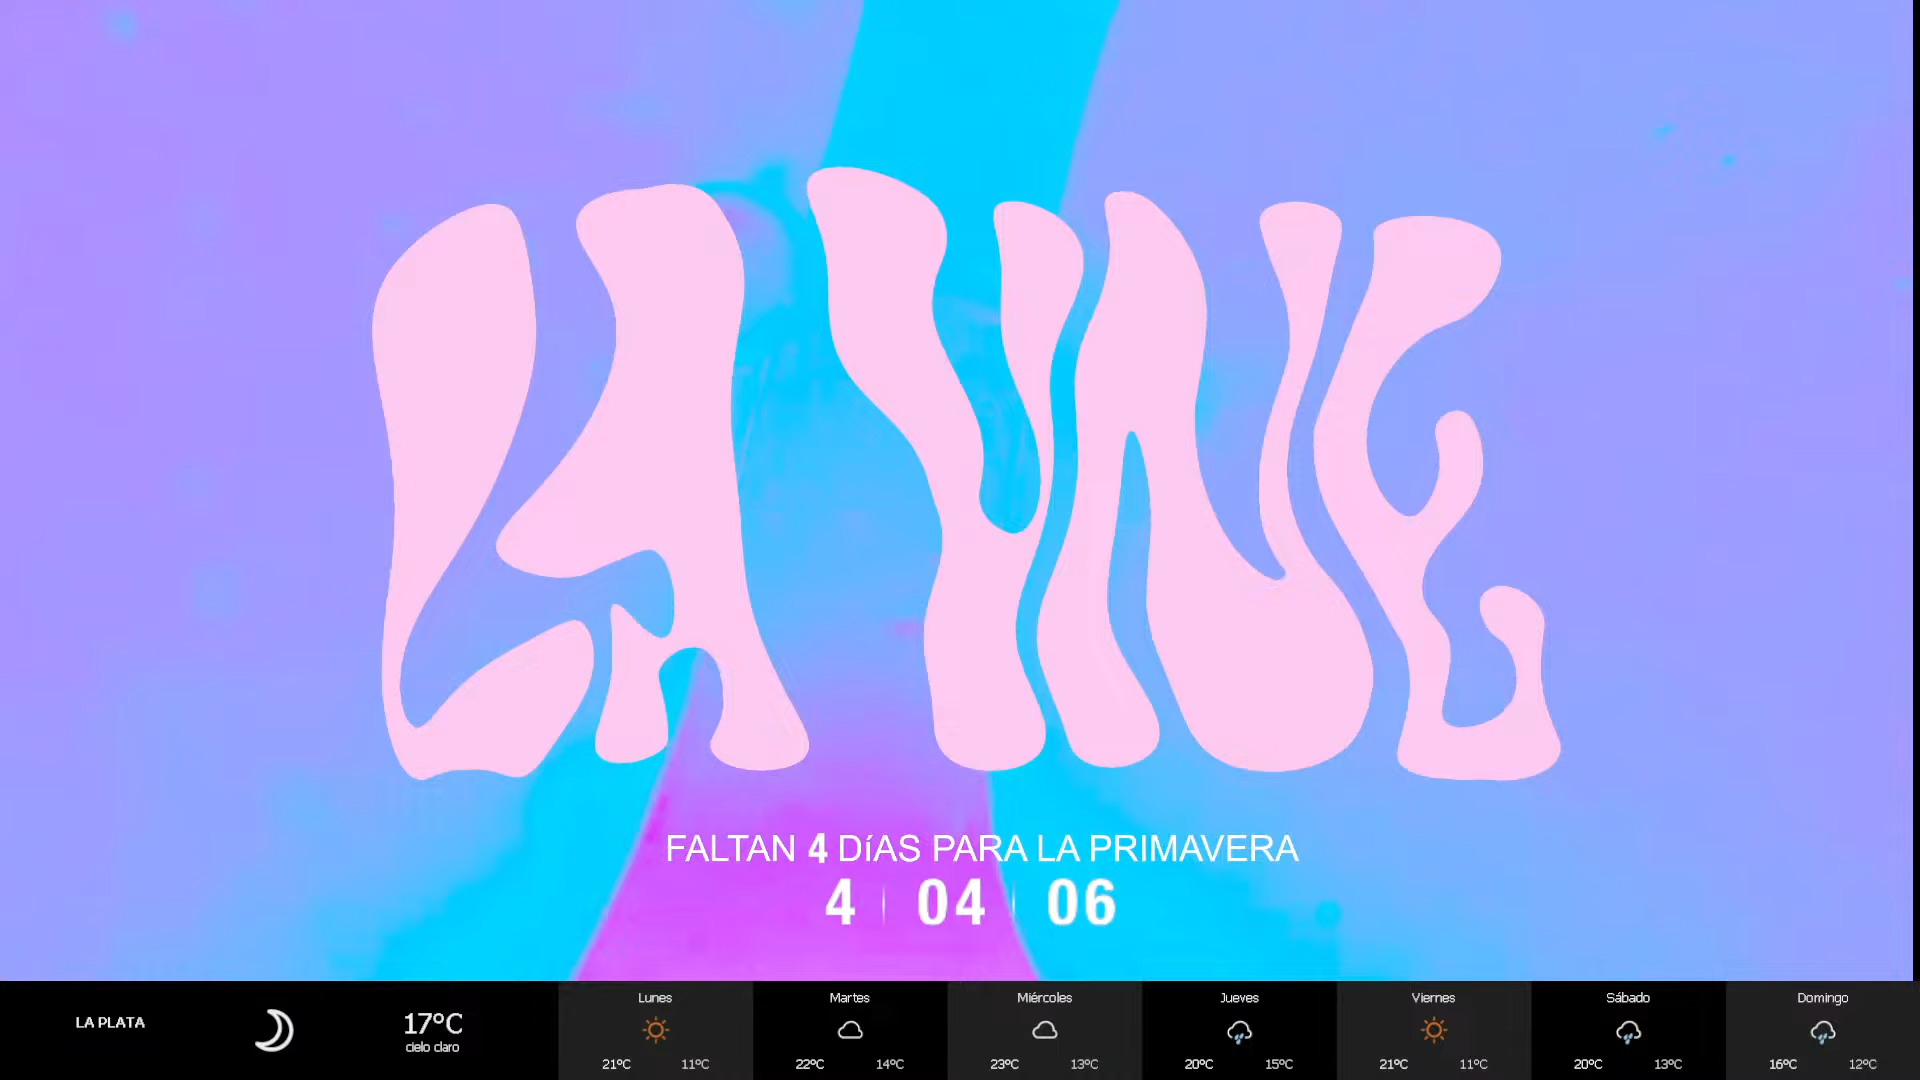 LA YNE
FALTAN 4 DíAS PARA LA PRIMAVERA
4 04 06
LA PLATA
17°C
cielo claro
Lunes
21°C 11°C
Martes
22°C 14°C
Miércoles
23°C 13°C
Jueves
20°C 15°C
Viernes
21°C 11°C
Sábado
20°C 13°C
Domingo
16°C 12°C